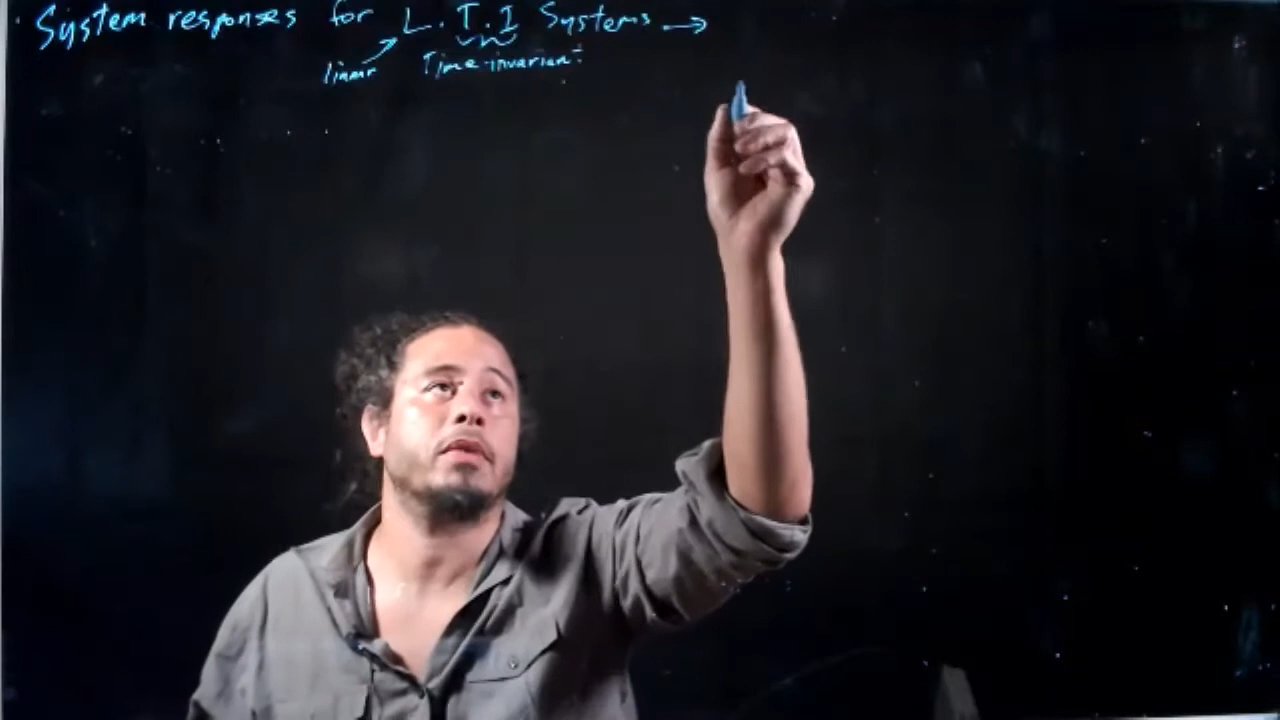 System responses for L.T.I Systems →
linear Time-invariant